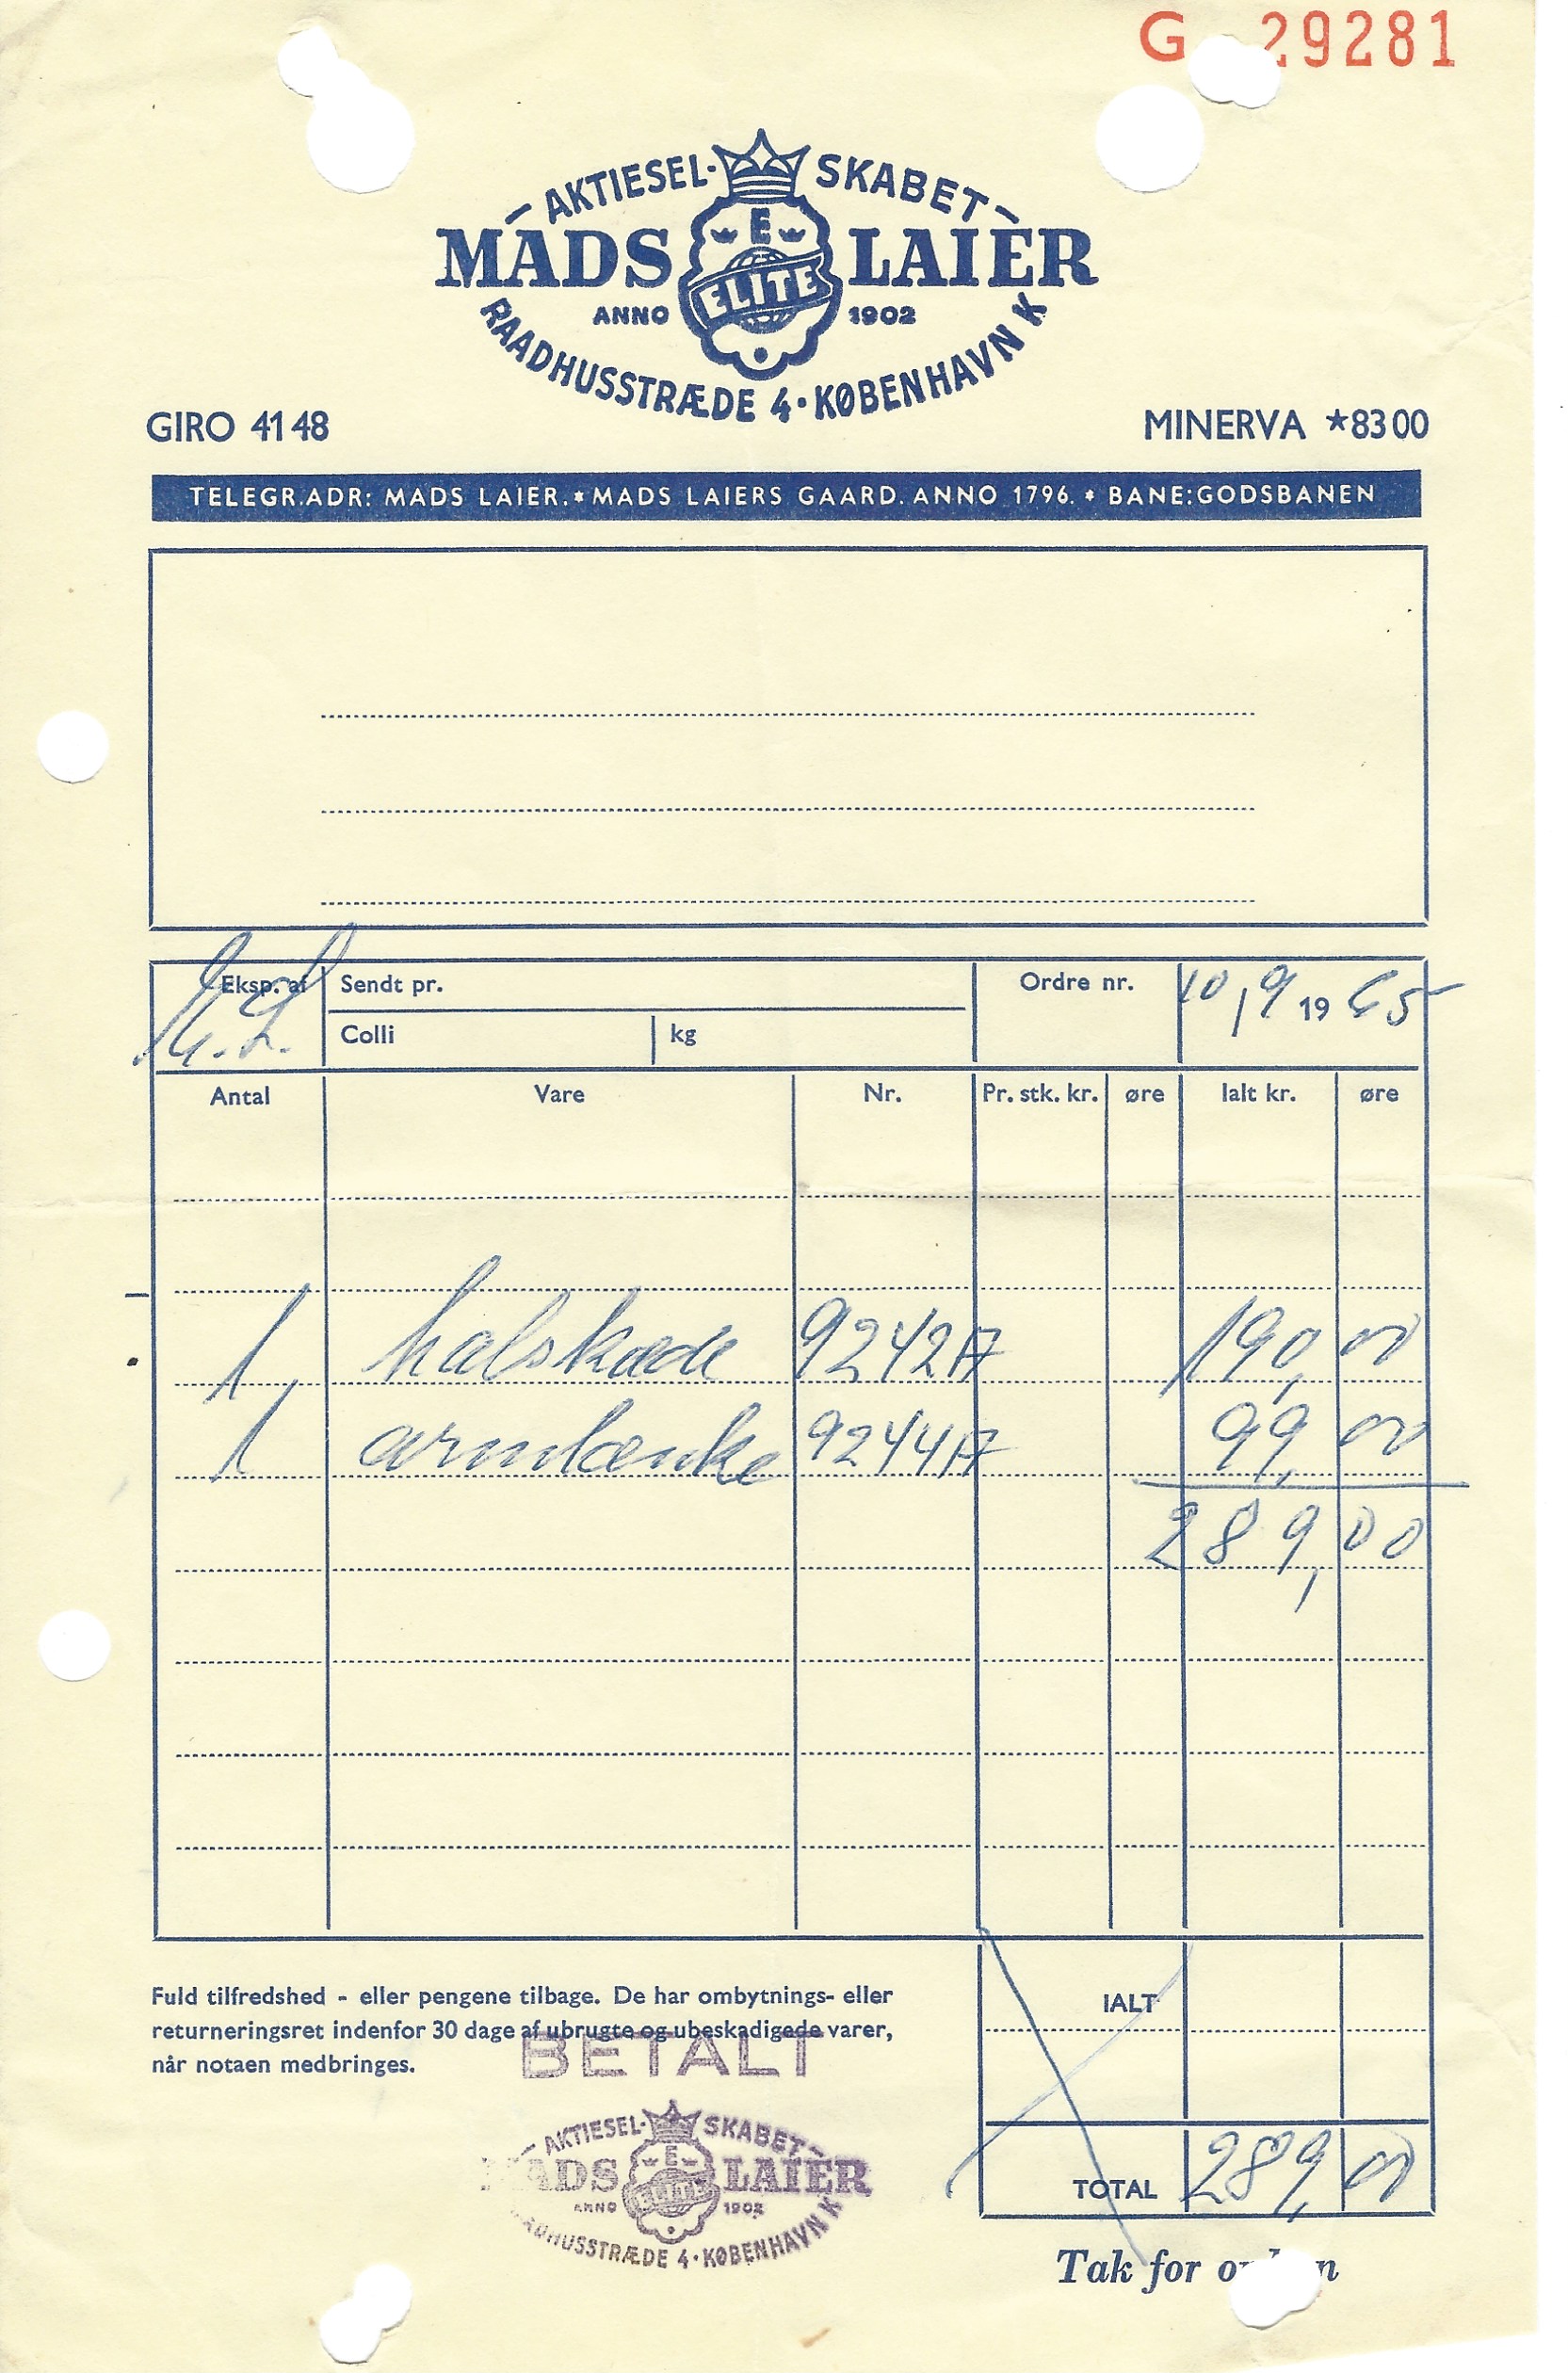 G 29281
AKTIESEL- SKABET
MADS E LAIER
ELITE
ANNO 1902
RAADHUSSTRÆDE 4 · KØBENHAVN K
GIRO 4148 MINERVA *8300
TELEGR.ADR: MADS LAIER.*MADS LAIERS GAARD. ANNO 1796. * BANE:GODSBANEN
Eksp. af Sendt pr. Ordre nr. 10,9 1965
Colli kg
Antal Vare Nr. Pr. stk. kr. øre Ialt kr. øre
1 halskæde 9242A 190,00
1 armlænke 9244A 99,00
289,00
Fuld tilfredshed - eller pengene tilbage. De har ombytnings- eller
returneringsret indenfor 30 dage af ubrugte og ubeskadigede varer,
når notaen medbringes.
IALT
BETALT
AKTIESEL- SKABET
MADS E LAIER
ELITE
ANNO 1902
RAADHUSSTRÆDE 4 · KØBENHAVN K
TOTAL 289,00
Tak for